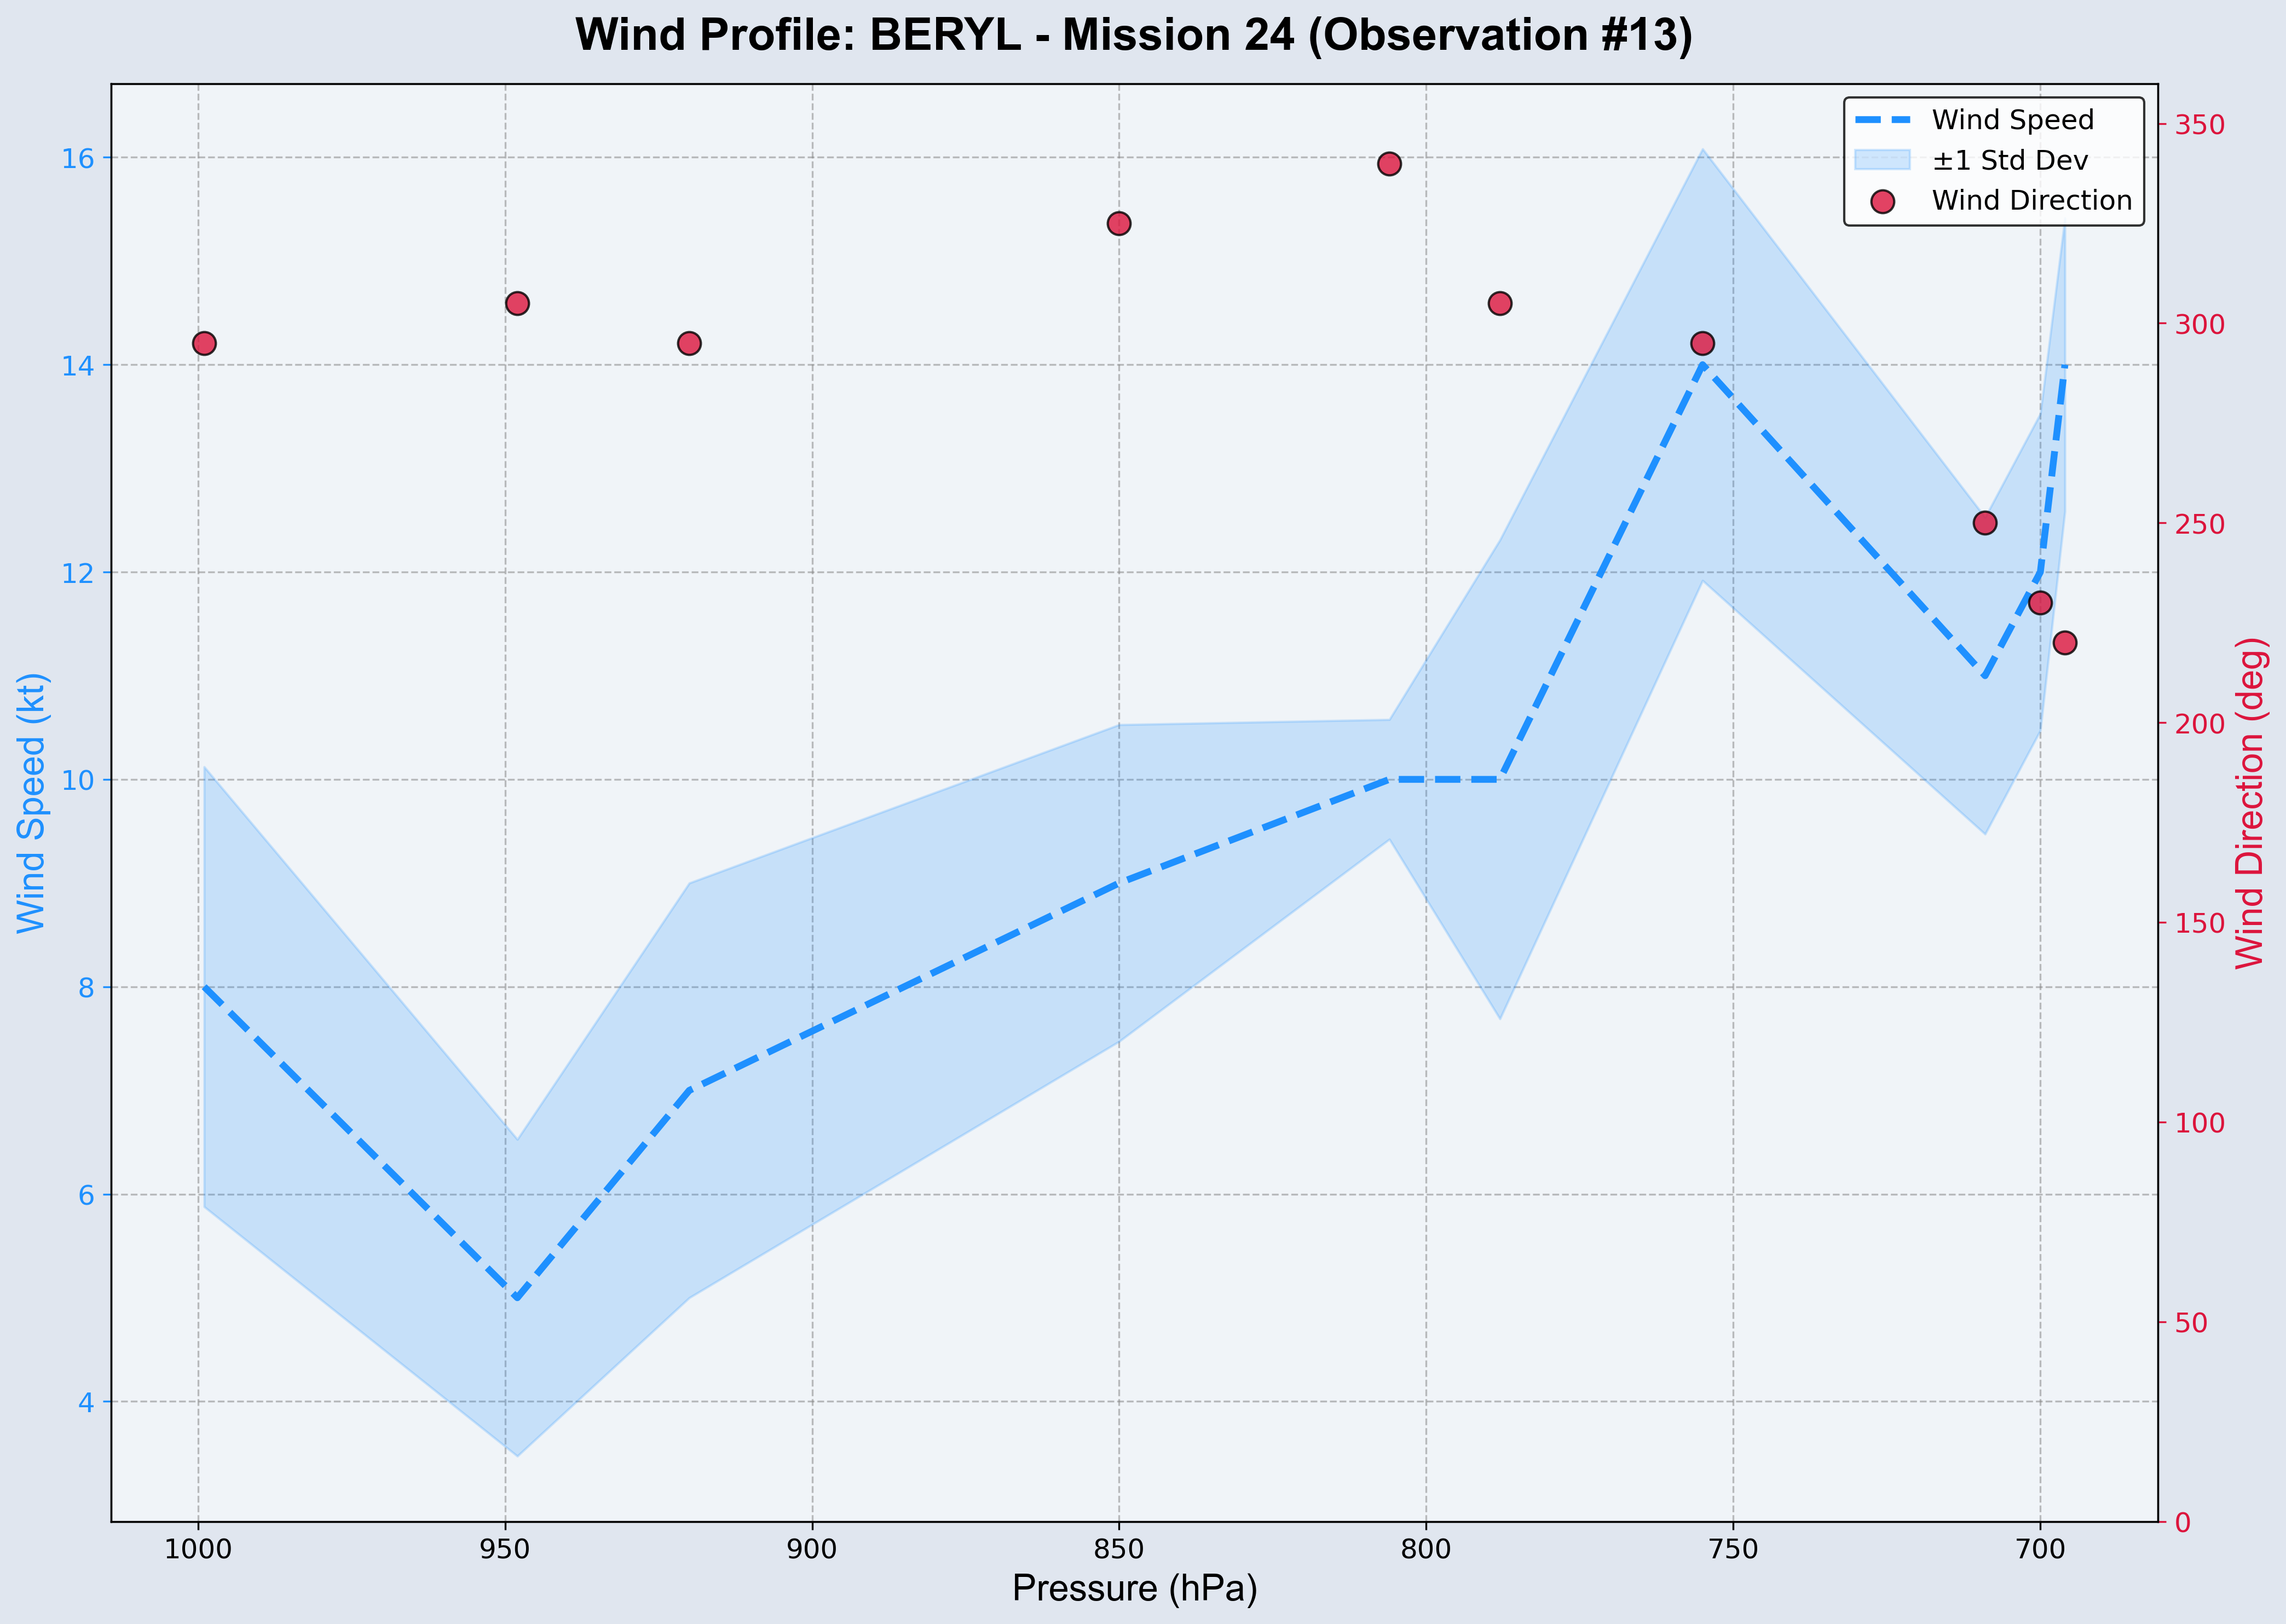 Wind Profile: BERYL - Mission 24 (Observation #13)
Wind Speed
±1 Std Dev
Wind Direction
Wind Speed (kt)
16
14
12
10
8
6
4
350
300
250
200
150
100
50
0
Wind Direction (deg)
1000 950 900 850 800 750 700
Pressure (hPa)